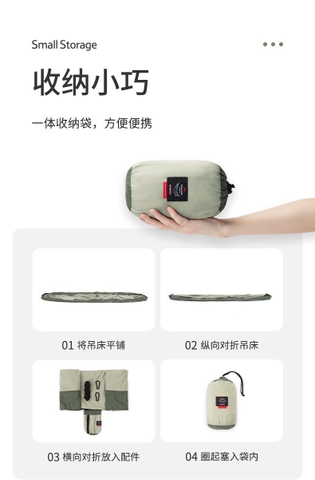 Small Storage
收纳小巧
一体收纳袋，方便便携
01 将吊床平铺
02 纵向对折吊床
03 横向对折放入配件
04 圈起塞入袋内